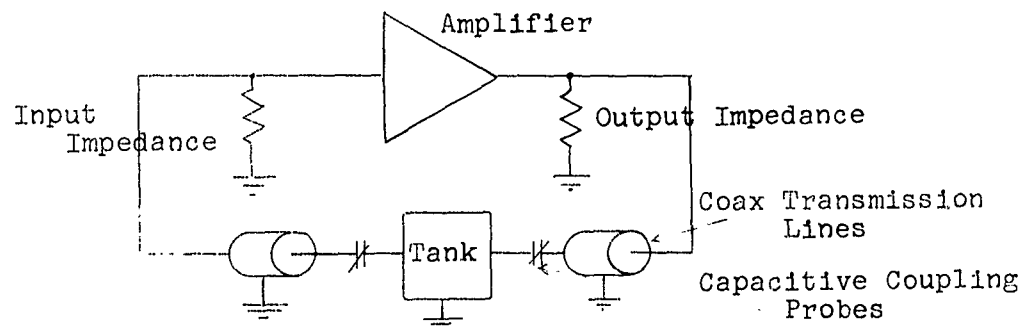 Amplifier
Input
Impedance
Output Impedance
Coax Transmission
Lines
Tank
Capacitive Coupling
Probes